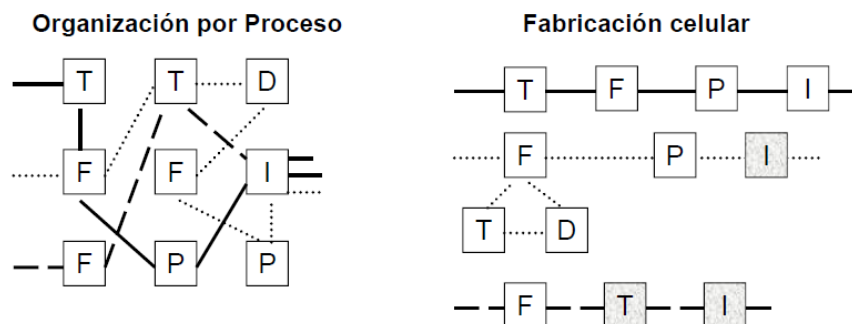 Organización por Proceso
T T D
F F I
F P P
Fabricación celular
T F P I
F P I
T D
F T I